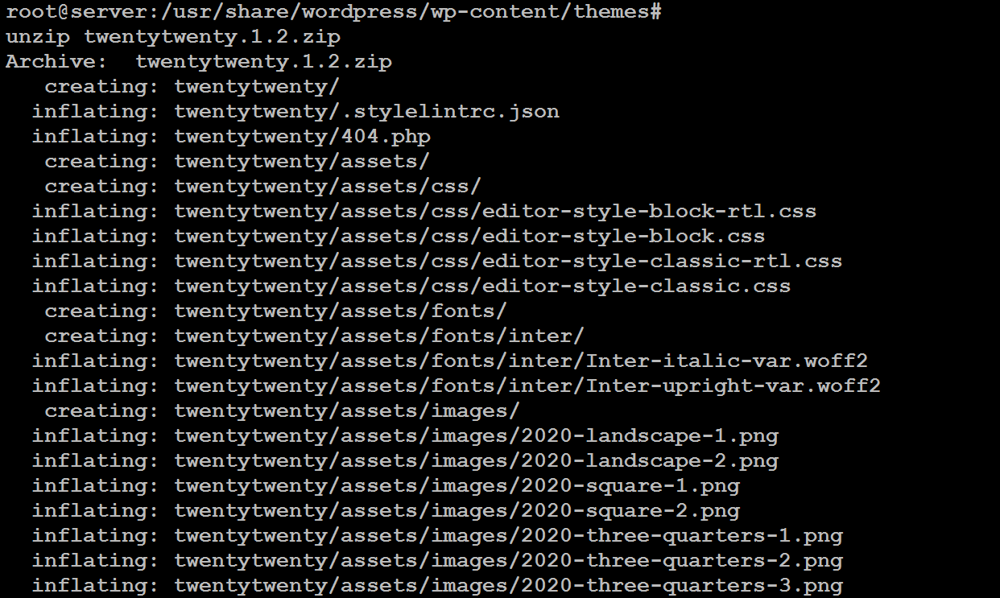 root@server:/usr/share/wordpress/wp-content/themes#
unzip twentytwenty.1.2.zip
Archive:  twentytwenty.1.2.zip
   creating: twentytwenty/
  inflating: twentytwenty/.stylelintrc.json
  inflating: twentytwenty/404.php
   creating: twentytwenty/assets/
   creating: twentytwenty/assets/css/
  inflating: twentytwenty/assets/css/editor-style-block-rtl.css
  inflating: twentytwenty/assets/css/editor-style-block.css
  inflating: twentytwenty/assets/css/editor-style-classic-rtl.css
  inflating: twentytwenty/assets/css/editor-style-classic.css
   creating: twentytwenty/assets/fonts/
   creating: twentytwenty/assets/fonts/inter/
  inflating: twentytwenty/assets/fonts/inter/Inter-italic-var.woff2
  inflating: twentytwenty/assets/fonts/inter/Inter-upright-var.woff2
   creating: twentytwenty/assets/images/
  inflating: twentytwenty/assets/images/2020-landscape-1.png
  inflating: twentytwenty/assets/images/2020-landscape-2.png
  inflating: twentytwenty/assets/images/2020-square-1.png
  inflating: twentytwenty/assets/images/2020-square-2.png
  inflating: twentytwenty/assets/images/2020-three-quarters-1.png
  inflating: twentytwenty/assets/images/2020-three-quarters-2.png
  inflating: twentytwenty/assets/images/2020-three-quarters-3.png